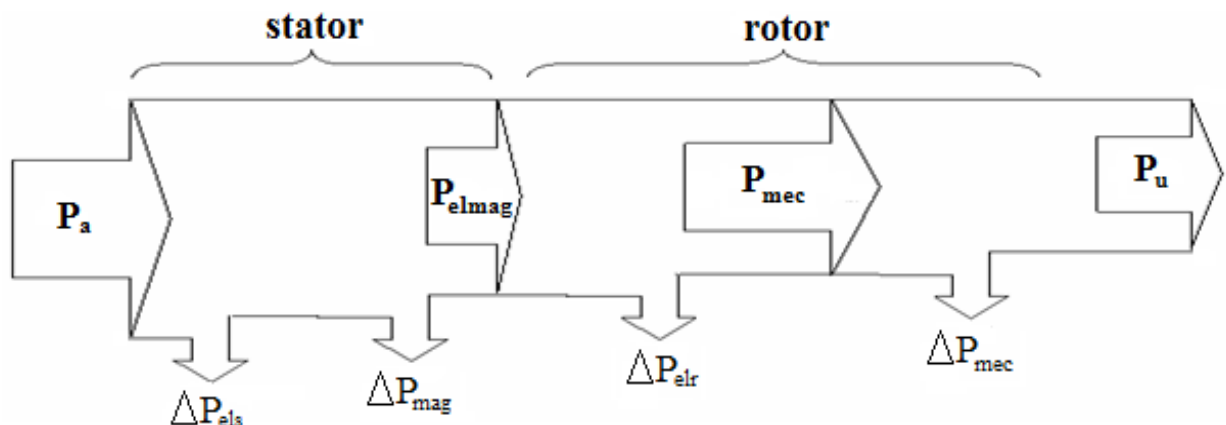 stator
rotor
Pa
Pelmag
Pmec
Pu
ΔPels
ΔPmag
ΔPelr
ΔPmec